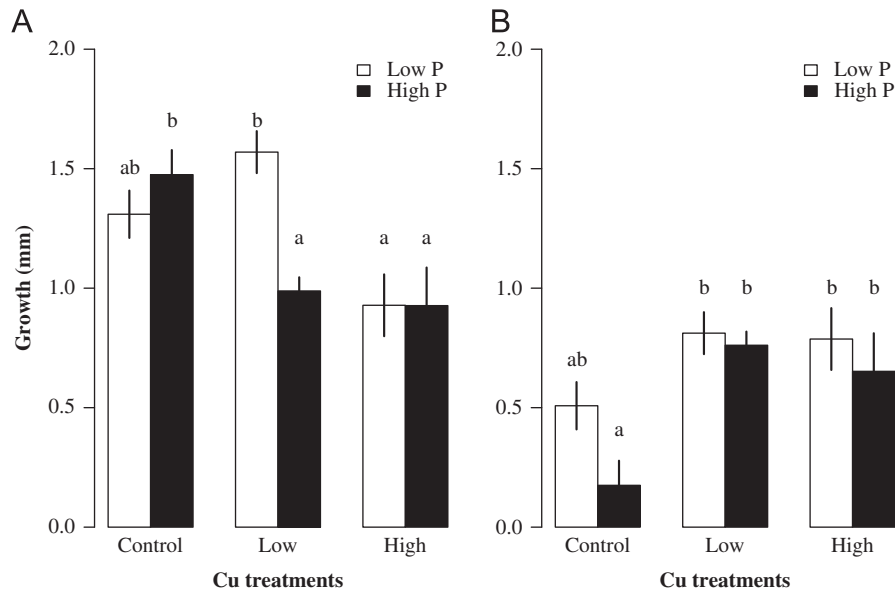 A
2.0
1.5
1.0
0.5
0.0
Growth (mm)
Low P
High P
ab
b
b
a
a
a
Control
Low
High
Cu treatments
B
2.0
1.5
1.0
0.5
0.0
Low P
High P
ab
a
b
b
b
b
Control
Low
High
Cu treatments